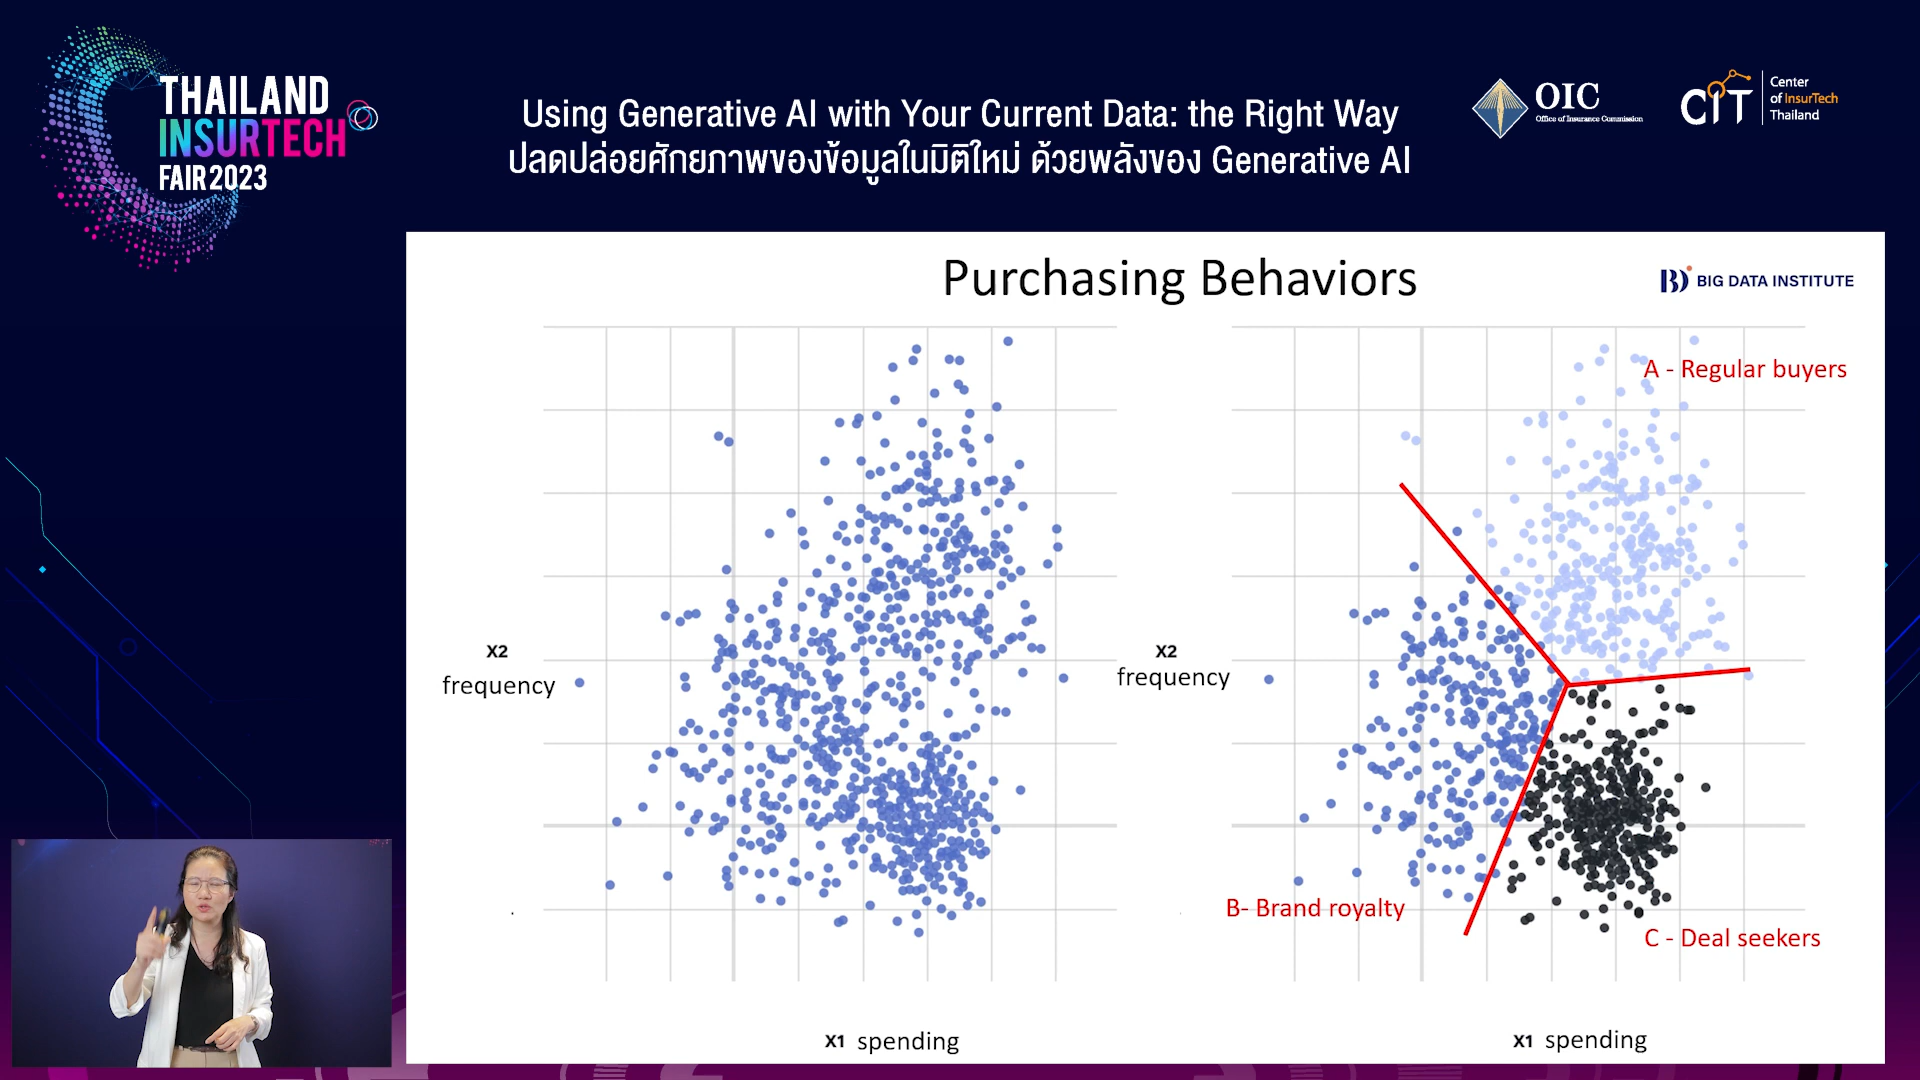 THAILAND
INSURTECH
FAIR 2023
Using Generative AI with Your Current Data: the Right Way
ปลดปล่อยศักยภาพของข้อมูลในมิติใหม่ ด้วยพลังของ Generative AI
OIC
Office of Insurance Commission
CIT
Center
of InsurTech
Thailand
Purchasing Behaviors
BIG DATA INSTITUTE
X2
frequency
X1 spending
X2
frequency
A - Regular buyers
B- Brand royalty
C - Deal seekers
X1 spending